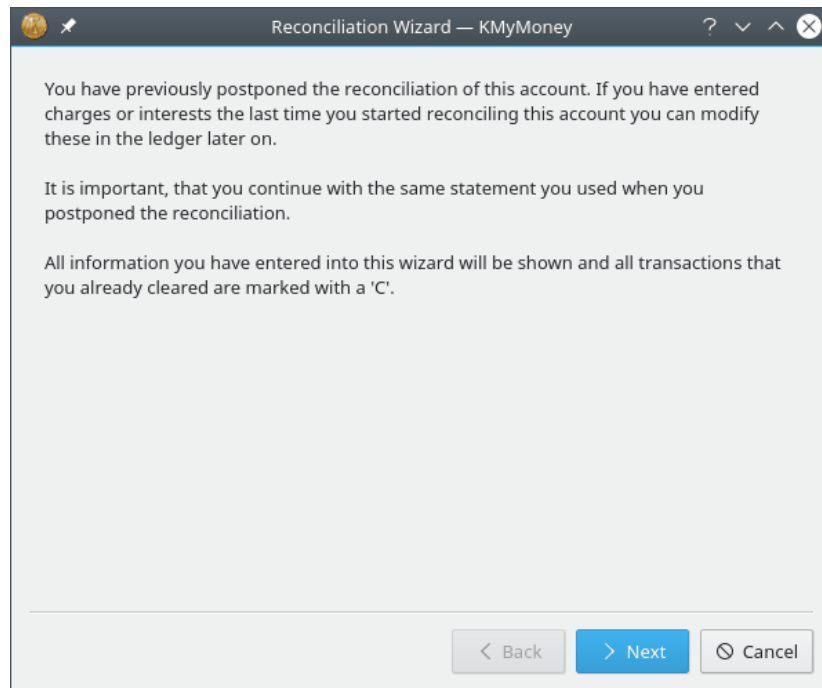 Reconciliation Wizard — KMyMoney
You have previously postponed the reconciliation of this account. If you have entered
charges or interests the last time you started reconciling this account you can modify
these in the ledger later on.
It is important, that you continue with the same statement you used when you
postponed the reconciliation.
All information you have entered into this wizard will be shown and all transactions that
you already cleared are marked with a 'C'.
Back
Next
Cancel